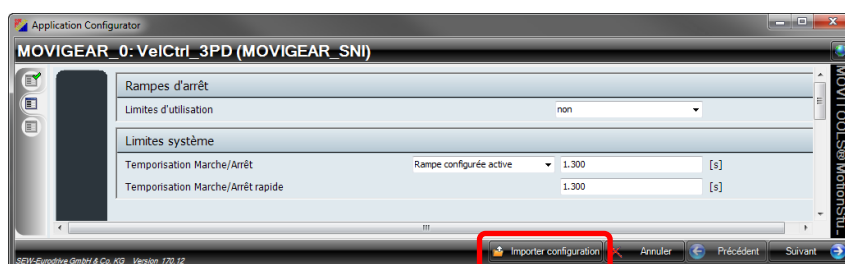 Application Configurator
MOVIGEAR_0: VelCtrl_3PD (MOVIGEAR_SNI)
Rampes d'arrêt
Limites d'utilisation non
Limites système
Temporisation Marche/Arrêt Rampe configurée active 1.300 [s]
Temporisation Marche/Arrêt rapide 1.300 [s]
MOVITOOLS® MotionStu
Importer configuration Annuler Précédent Suivant
SEW-Eurodrive GmbH & Co. KG Version 170.12